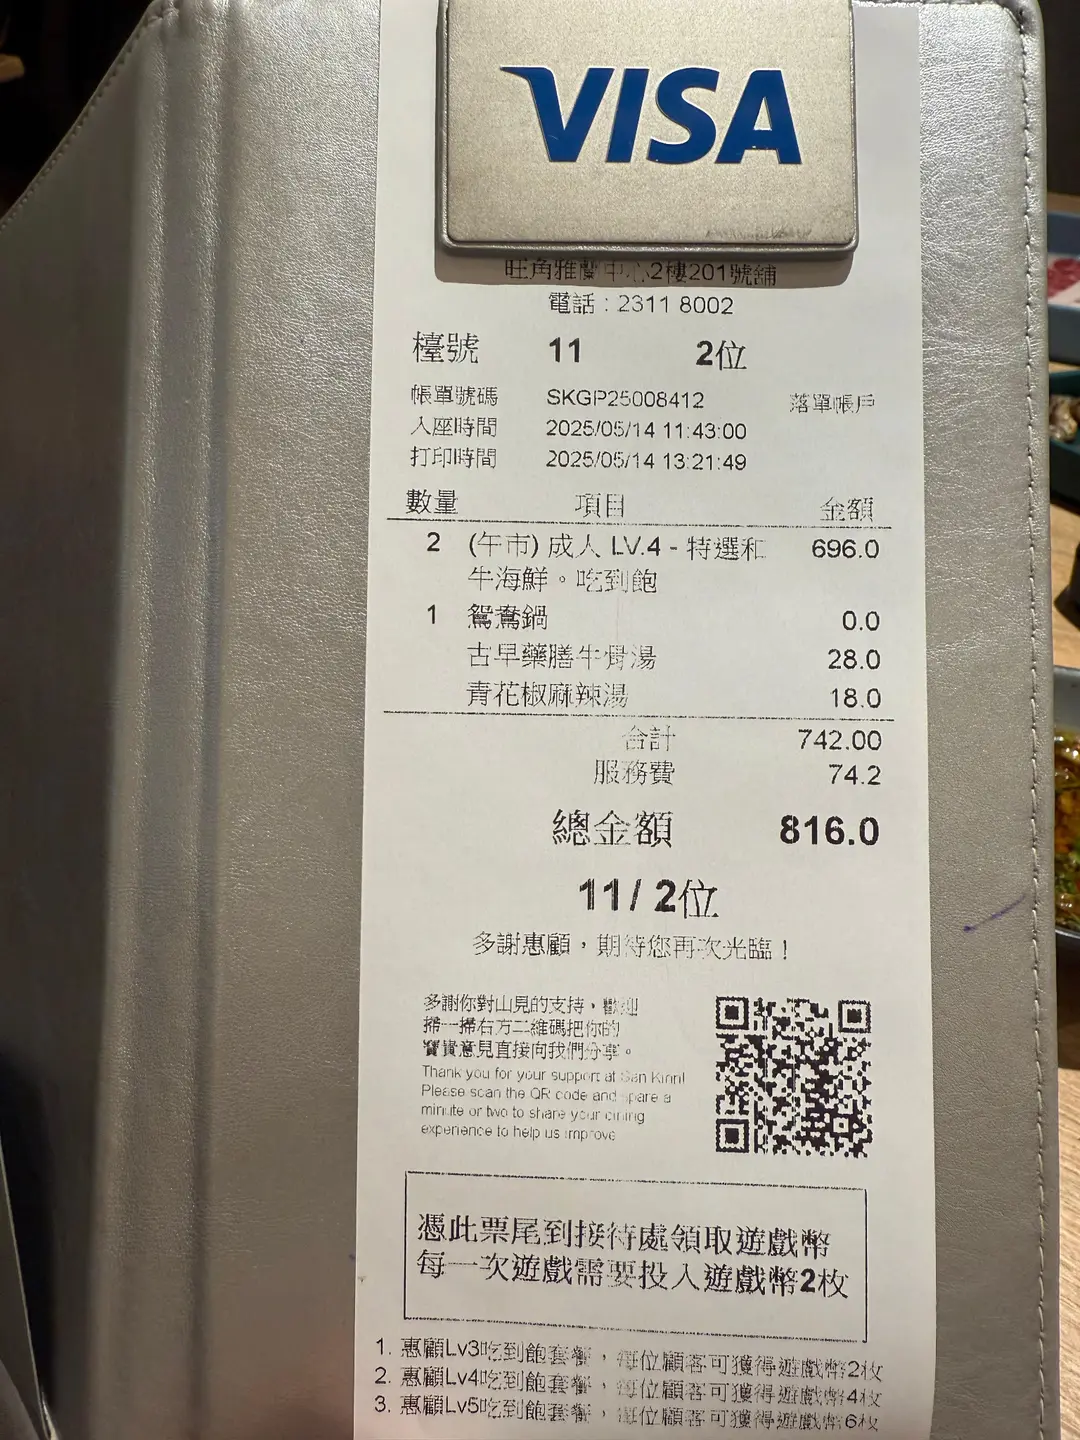 VISA
旺角雅蘭中心2樓201號舖
電話：2311 8002
檯號 11 2位
帳單號碼 SKGP25008412 落單帳戶
入座時間 2025/05/14 11:43:00
打印時間 2025/05/14 13:21:49
數量 項目 金額
2 (午市) 成人 LV.4 - 特選和 696.0
牛海鮮。吃到飽
1 鴛鴦鍋 0.0
古早藥膳牛骨湯 28.0
青花椒麻辣湯 18.0
合計 742.00
服務費 74.2
總金額 816.0
11/ 2位
多謝惠顧，期待您再次光臨！
多謝你對山見的支持，歡迎
掃一掃右方二維碼把你的
寶貴意見直接向我們分享。
Thank you for your support at San Kinn!
Please scan the QR code and spare a
minute or two to share your dining
experience to help us improve
憑此票尾到接待處領取遊戲幣
每一次遊戲需要投入遊戲幣2枚
1. 惠顧Lv3吃到飽套餐，每位顧客可獲得遊戲幣2枚
2. 惠顧Lv4吃到飽套餐，每位顧客可獲得遊戲幣4枚
3. 惠顧Lv5吃到飽套餐，每位顧客可獲得遊戲幣6枚